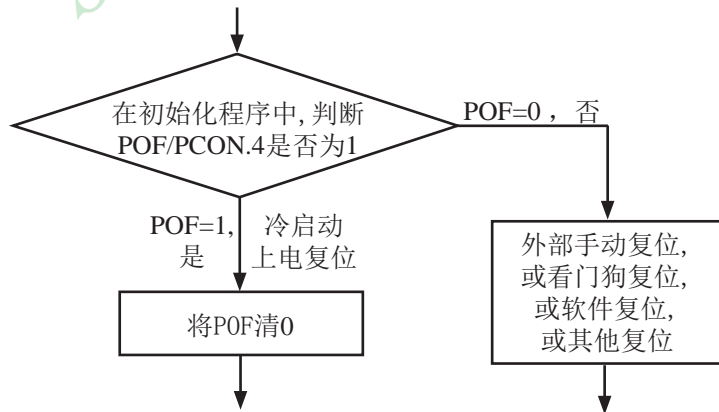 在初始化程序中, 判断
POF/PCON.4是否为1
POF=0 , 否
POF=1,
是
冷启动
上电复位
将POF清0
外部手动复位,
或看门狗复位,
或软件复位,
或其他复位